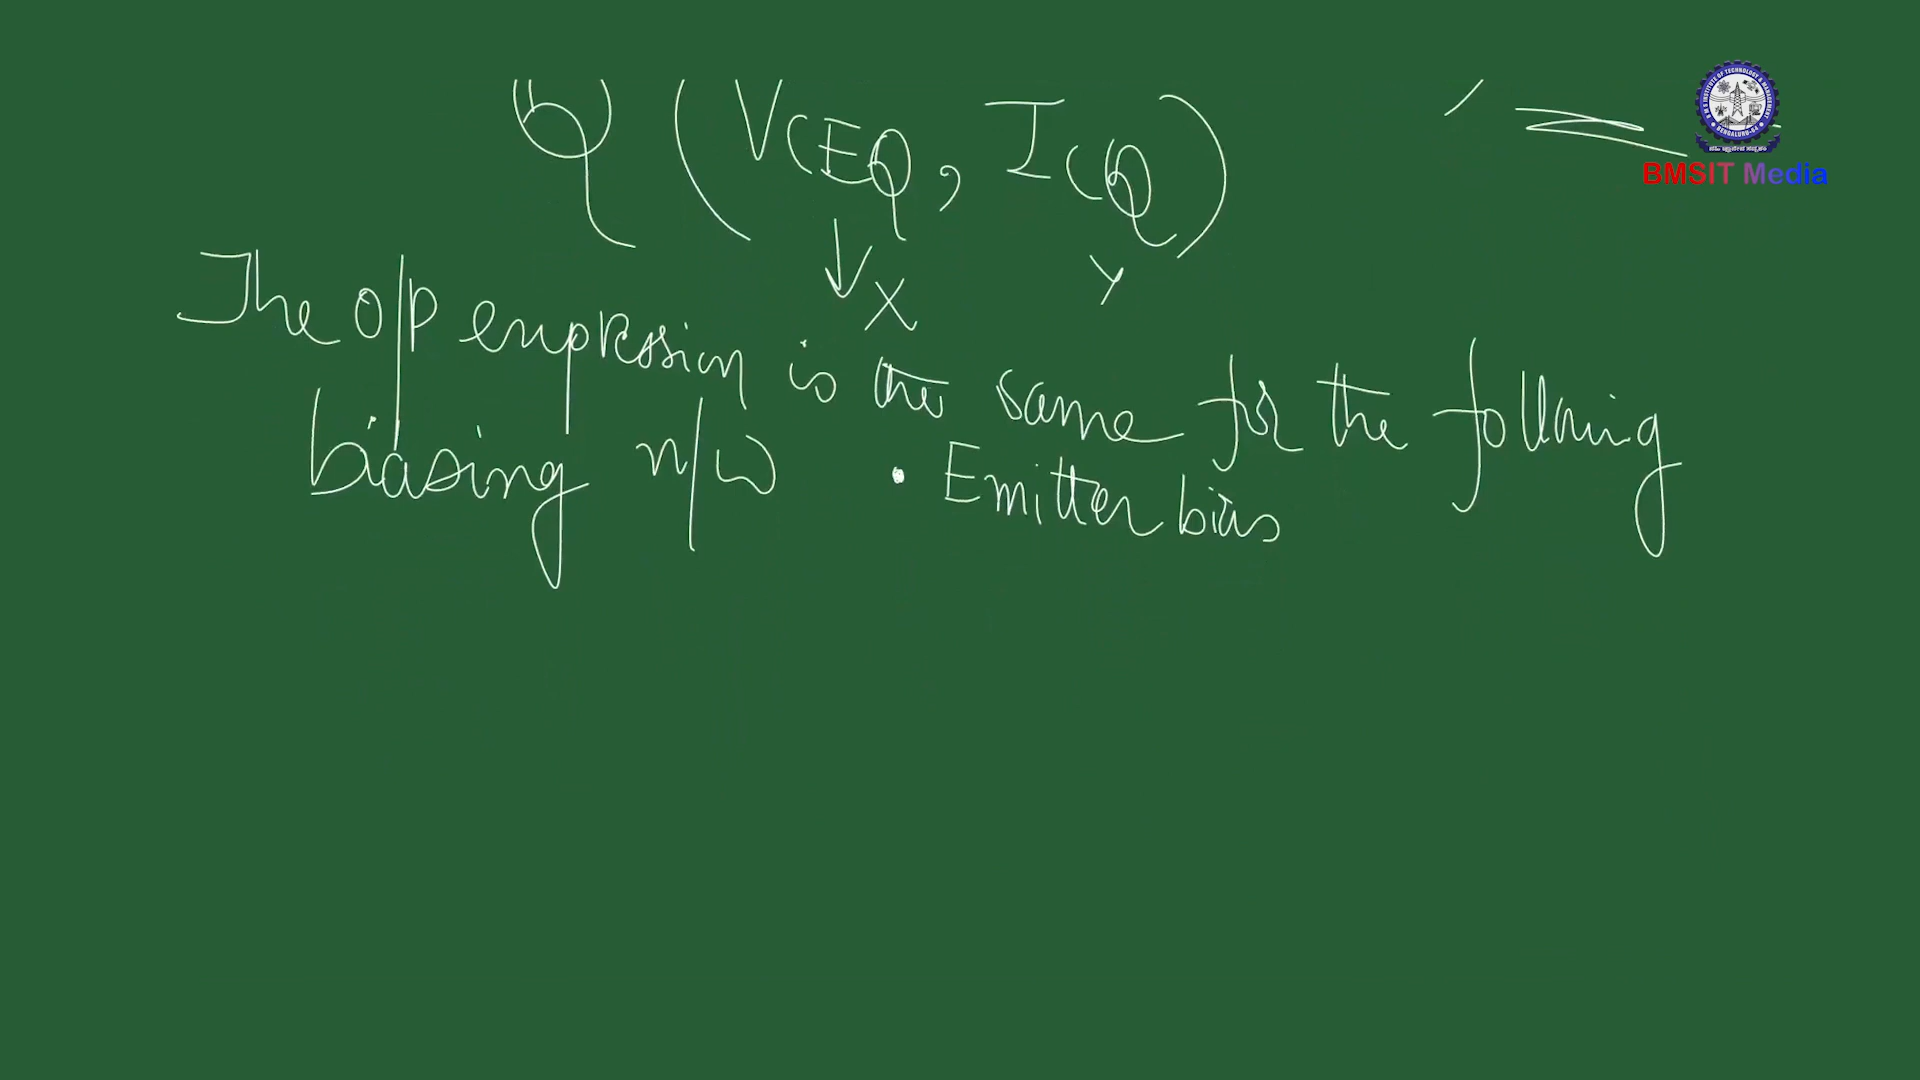 Q (VCEQ, ICQ)
X Y
The O/P expression is the same for the following
biasing n/w • Emitter bias
BMSIT Media